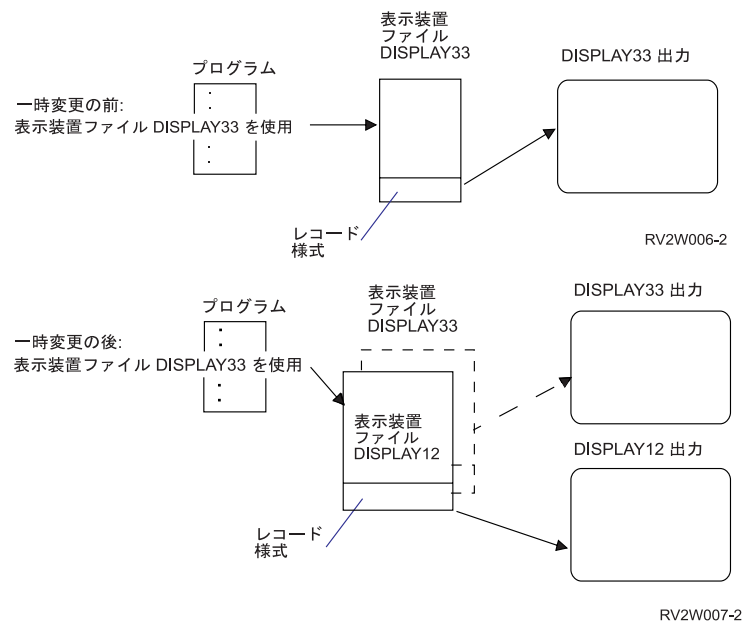 表示装置
ファイル
DISPLAY33
DISPLAY33 出力
プログラム
一時変更の前:
表示装置ファイル DISPLAY33 を使用
レコード
様式
RV2W006-2
表示装置
ファイル
DISPLAY33
DISPLAY33 出力
プログラム
一時変更の後:
表示装置ファイル DISPLAY33 を使用
表示装置
ファイル
DISPLAY12
DISPLAY12 出力
レコード
様式
RV2W007-2